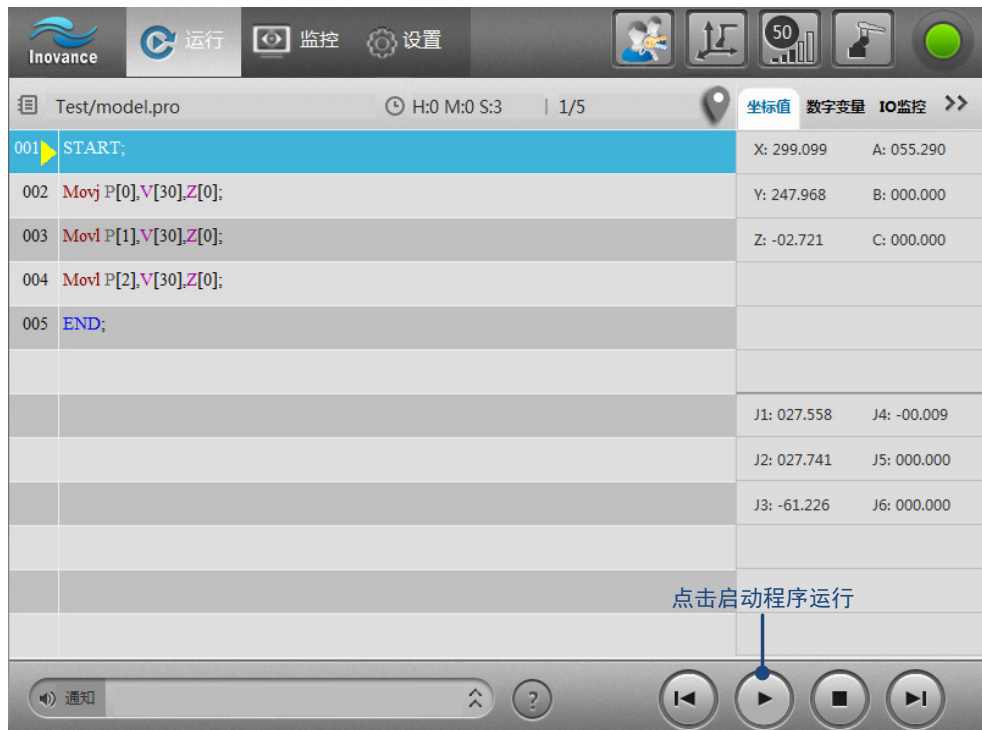 Inovance 运行 监控 设置 50
Test/model.pro H:0 M:0 S:3 | 1/5 坐标值 数字变量 IO监控 >>
001 START;
002 Movj P[0],V[30],Z[0];
003 Movl P[1],V[30],Z[0];
004 Movl P[2],V[30],Z[0];
005 END;
X: 299.099 A: 055.290
Y: 247.968 B: 000.000
Z: -02.721 C: 000.000
J1: 027.558 J4: -00.009
J2: 027.741 J5: 000.000
J3: -61.226 J6: 000.000
点击启动程序运行
通知 ?